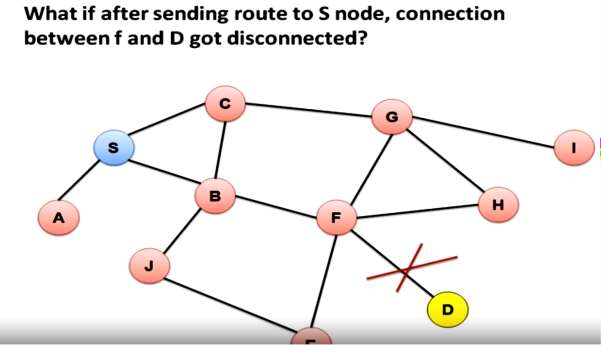 What if after sending route to S node, connection
between f and D got disconnected?
C
G
S
I
B
H
A
F
J
D